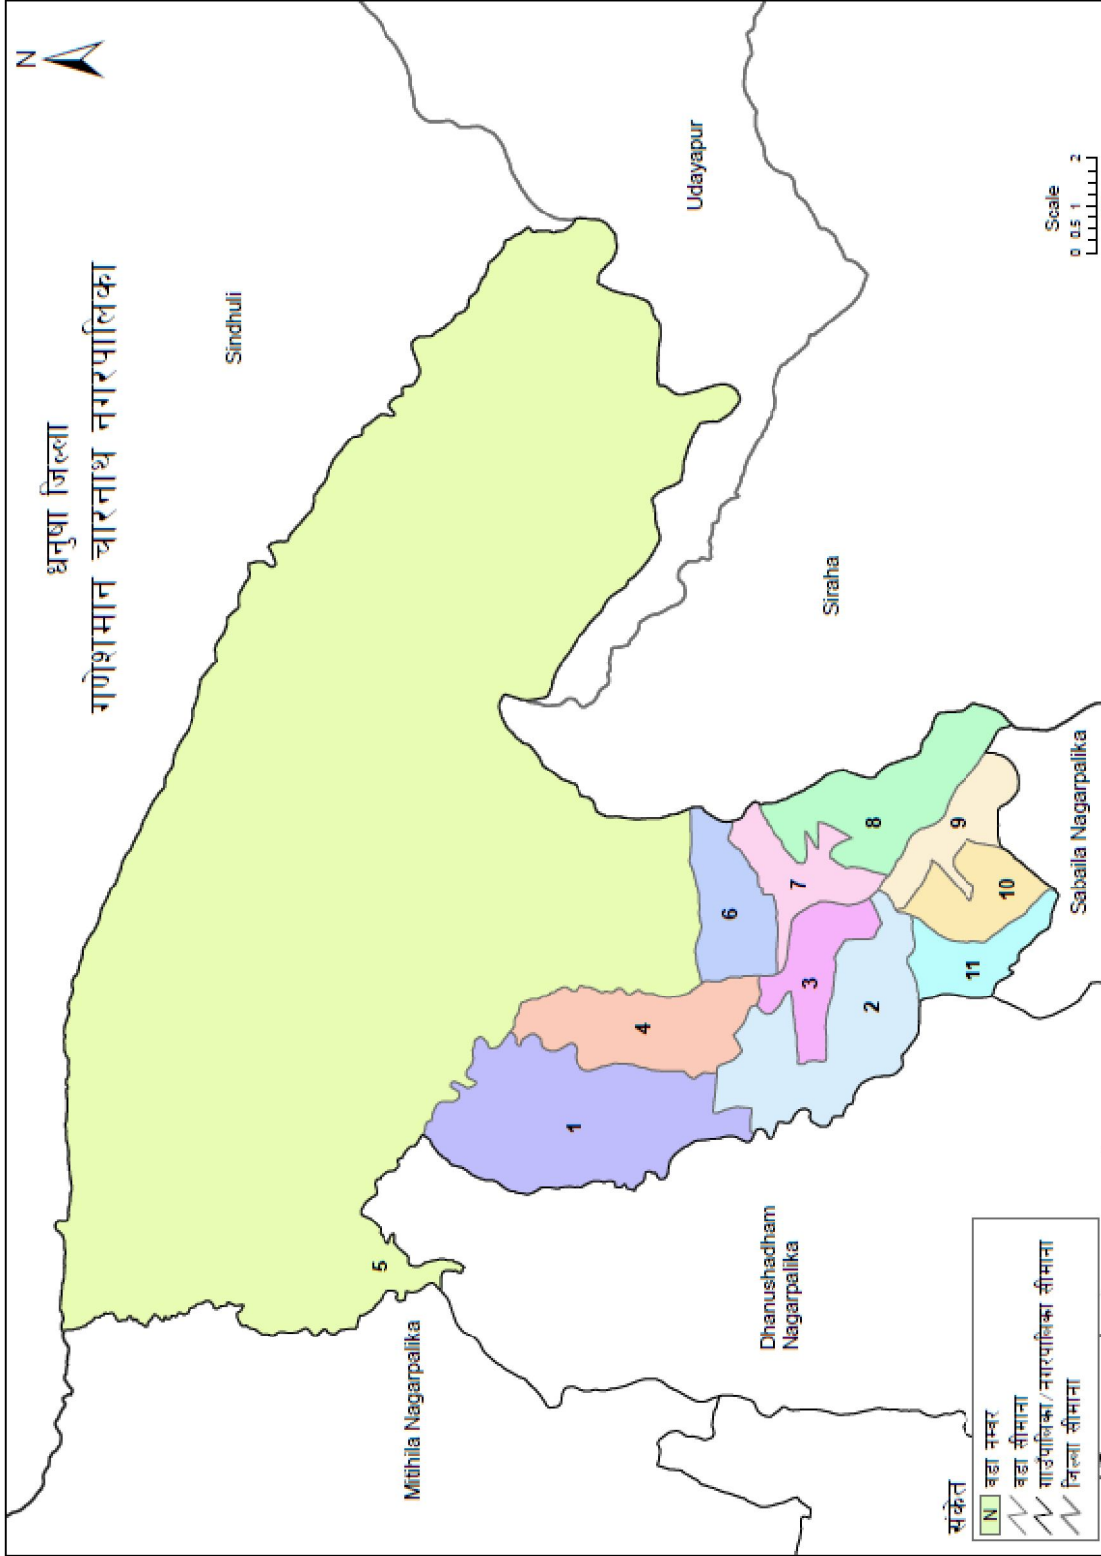 धनुषा जिल्ला
गणेशमान चारनाथ नगरपालिका
N
Sindhuli
Udayapur
Siraha
Mitihila Nagarpalika
Dhanushadham
Nagarpalika
Sabaila Nagarpalika
5
1
4
6
7
8
3
2
9
10
11
Scale
0 0.5 1 2
संकेत
N वडा नम्बर
वडा सीमाना
गाउँपालिका/नगरपालिका सीमाना
जिल्ला सीमाना